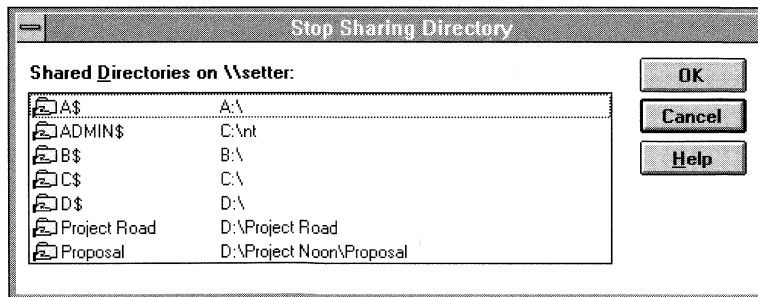 Stop Sharing Directory
Shared Directories on \\setter:
OK
Cancel
Help
A$ A:\
ADMIN$ C:\nt
B$ B:\
C$ C:\
D$ D:\
Project Road D:\Project Road
Proposal D:\Project Noon\Proposal